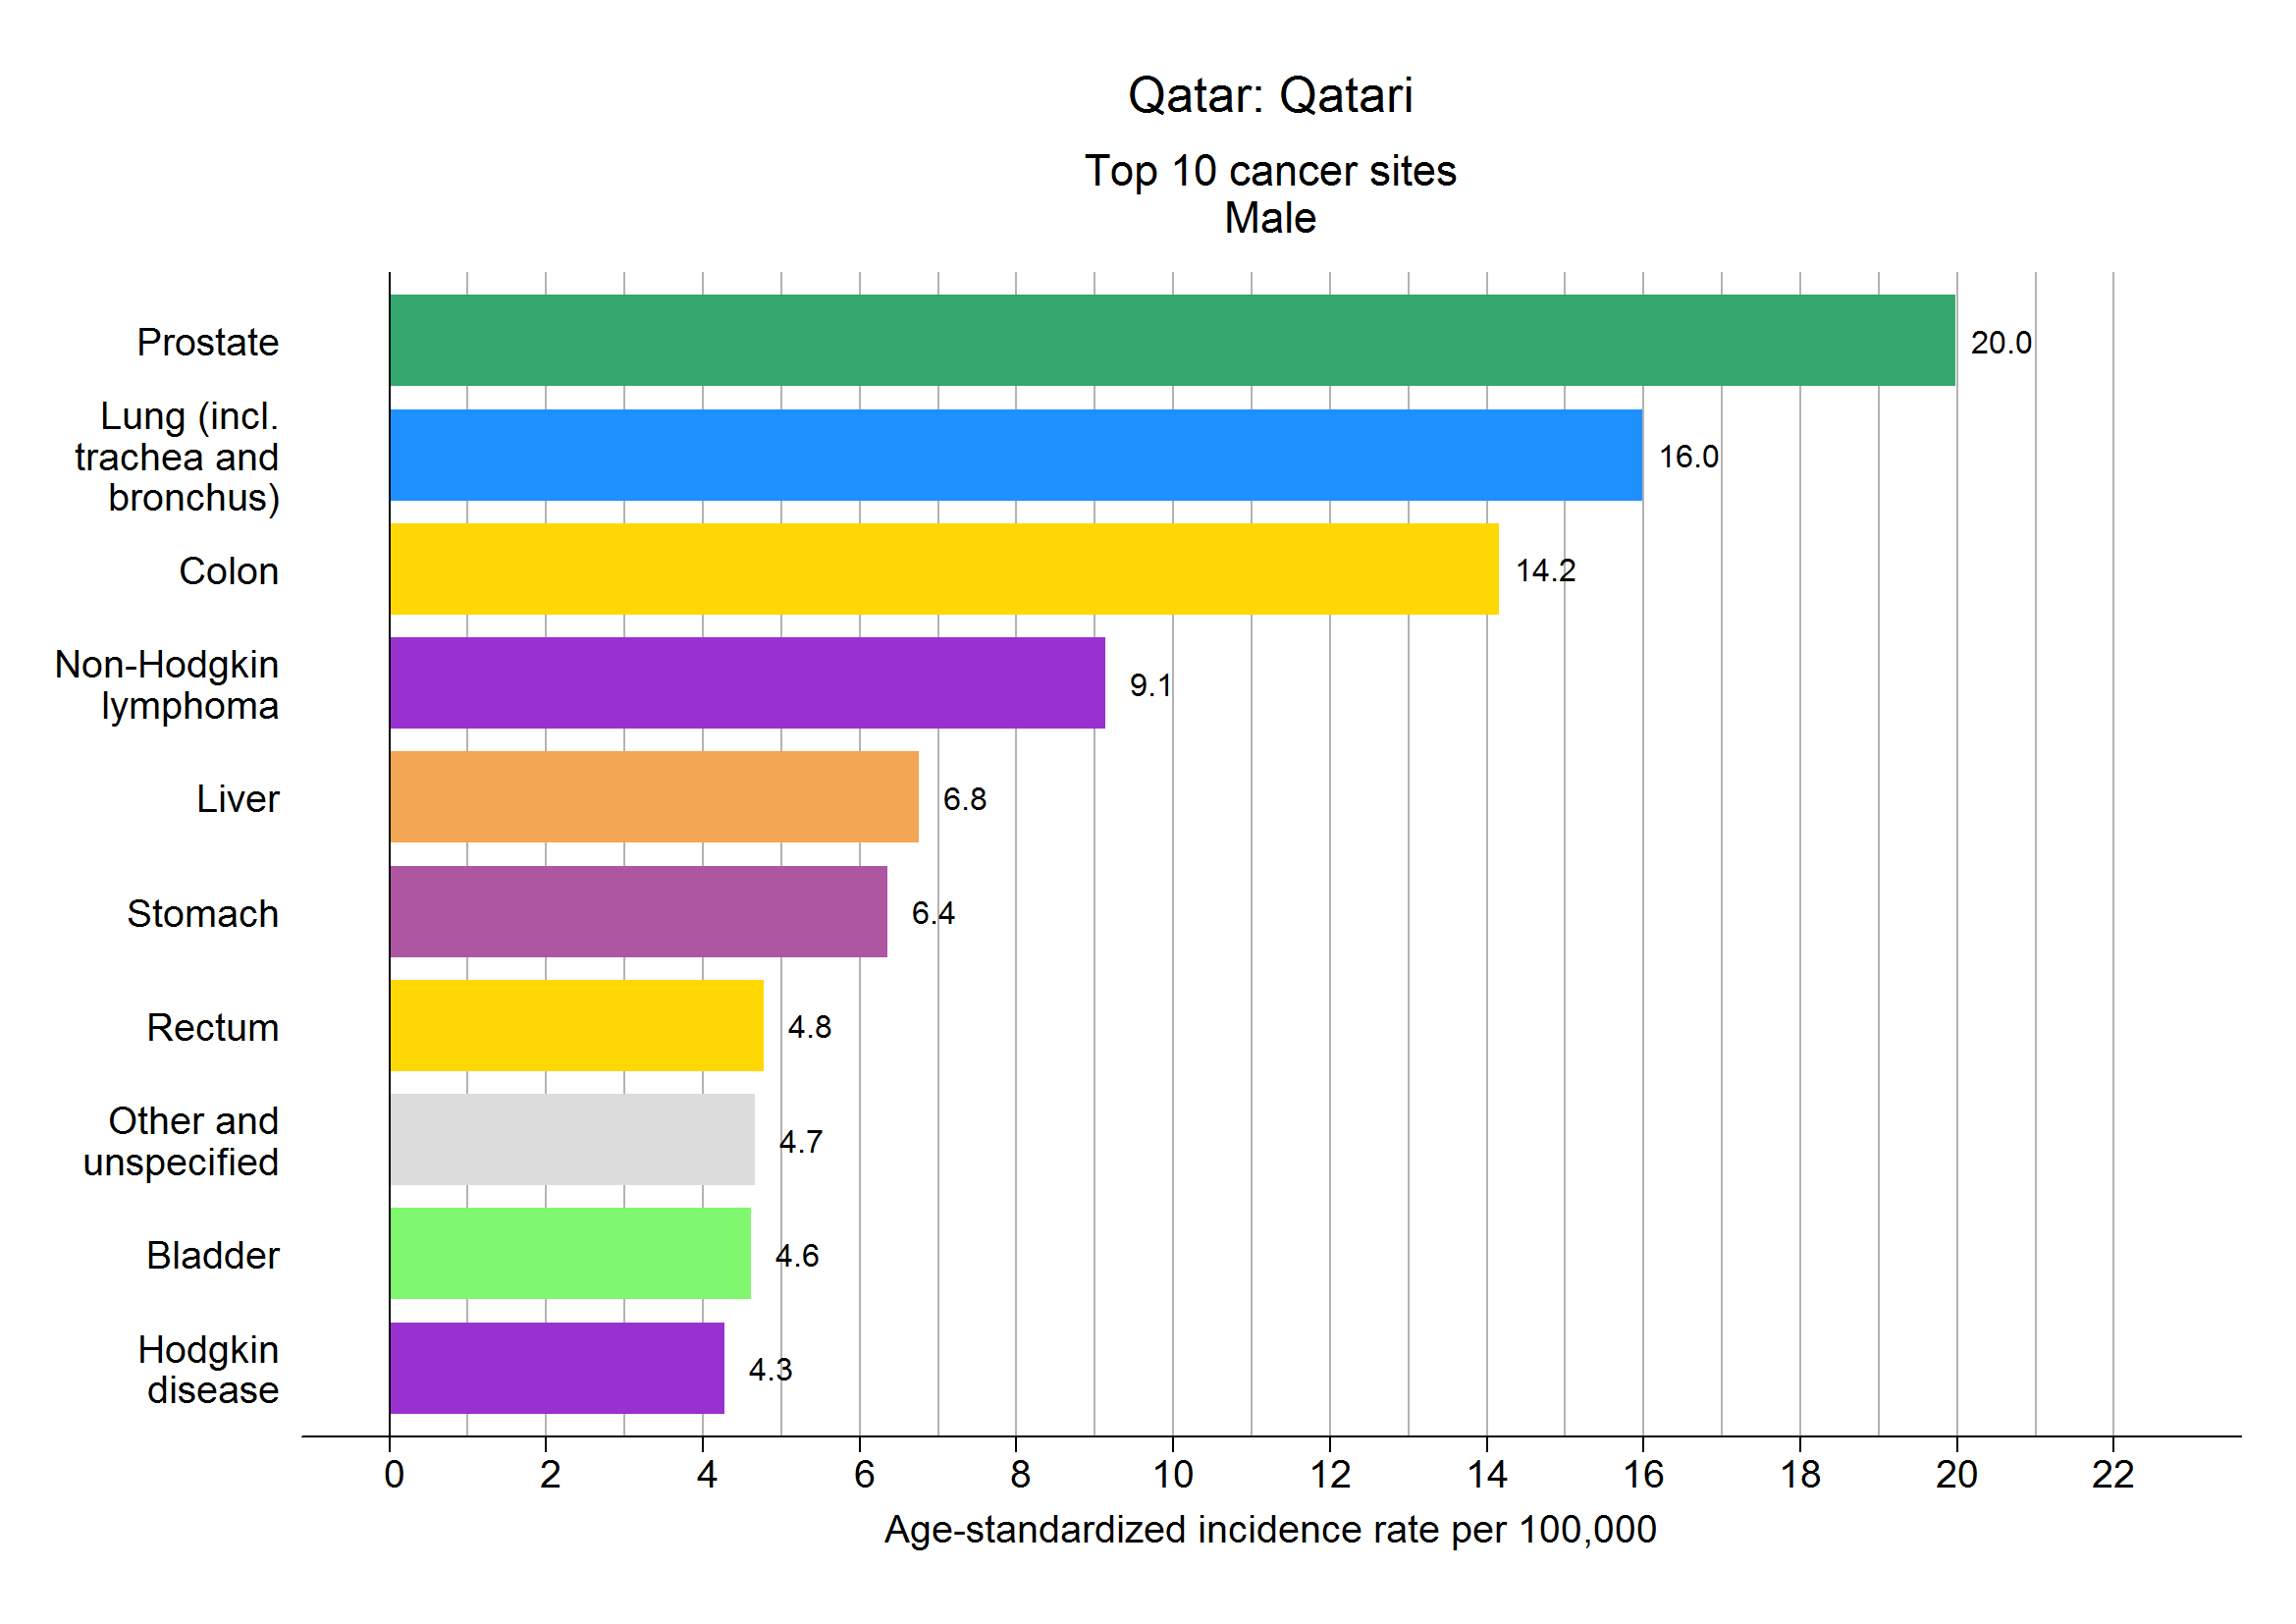 Qatar: Qatari
Top 10 cancer sites
Male
Prostate
20.0
Lung (incl.
trachea and
bronchus)
16.0
Colon
14.2
Non-Hodgkin
lymphoma
9.1
Liver
6.8
Stomach
6.4
Rectum
4.8
Other and
unspecified
4.7
Bladder
4.6
Hodgkin
disease
4.3
0 2 4 6 8 10 12 14 16 18 20 22
Age-standardized incidence rate per 100,000